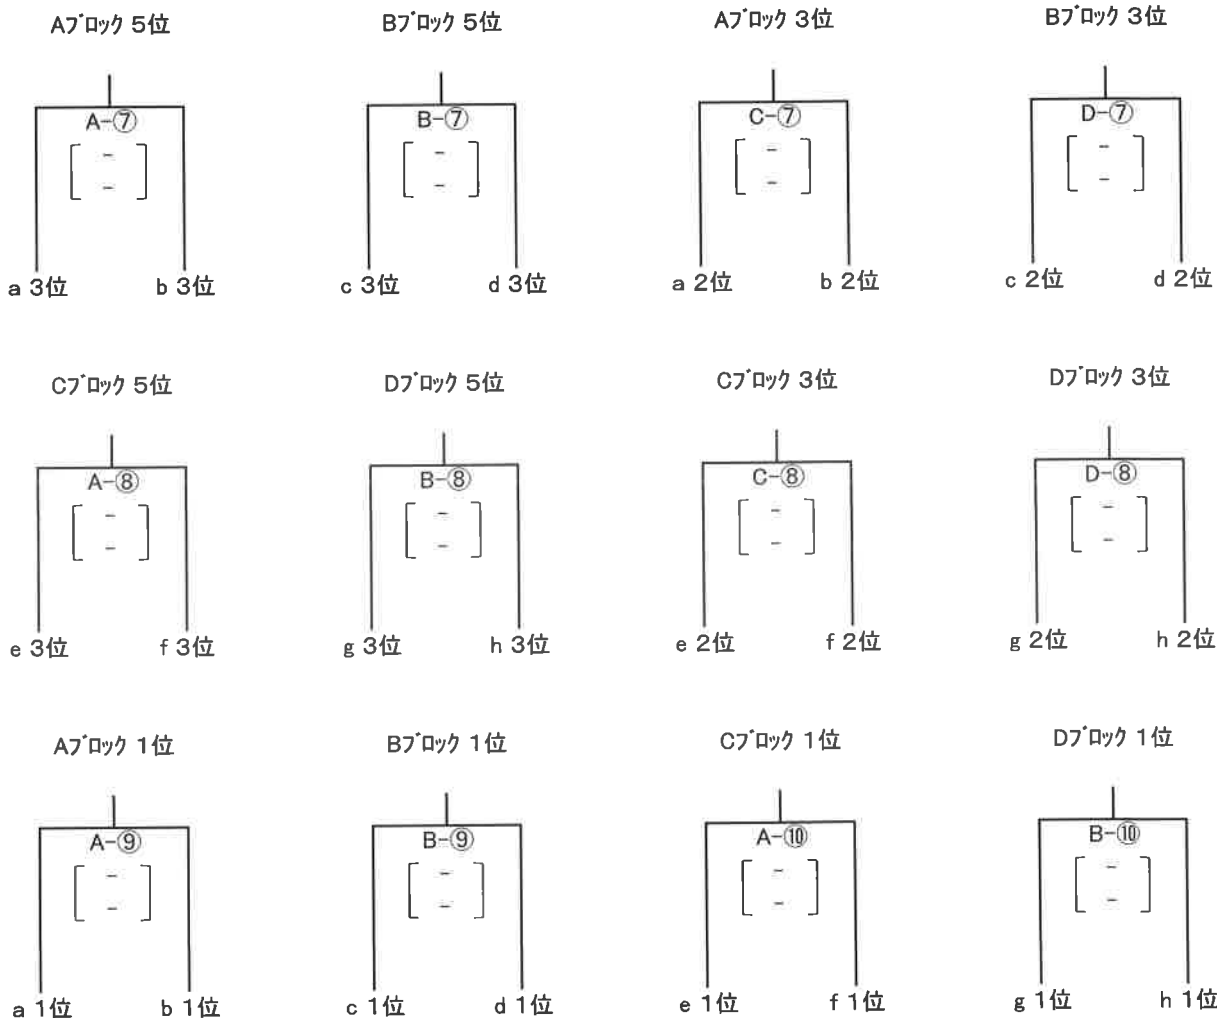 Aブロック 5位 Bブロック 5位 Aブロック 3位 Bブロック 3位
A-⑦ B-⑦ C-⑦ D-⑦
- - - -
- - - -
a 3位 b 3位 c 3位 d 3位 a 2位 b 2位 c 2位 d 2位
Cブロック 5位 Dブロック 5位 Cブロック 3位 Dブロック 3位
A-⑧ B-⑧ C-⑧ D-⑧
- - - -
- - - -
e 3位 f 3位 g 3位 h 3位 e 2位 f 2位 g 2位 h 2位
Aブロック 1位 Bブロック 1位 Cブロック 1位 Dブロック 1位
A-⑨ B-⑨ A-⑩ B-⑩
- - - -
- - - -
a 1位 b 1位 c 1位 d 1位 e 1位 f 1位 g 1位 h 1位